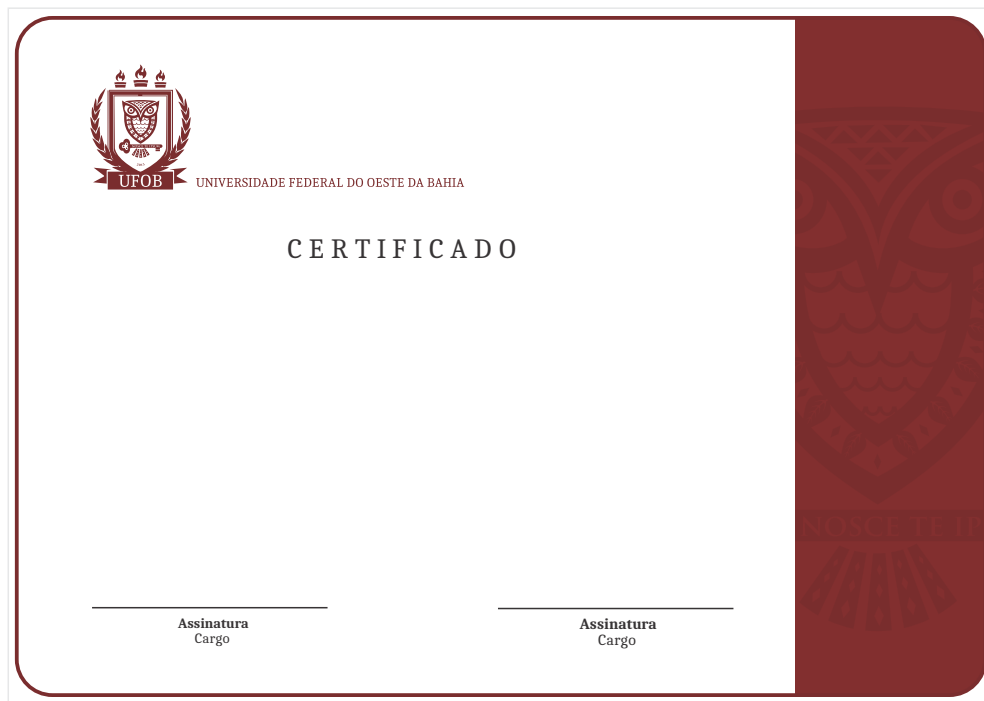 UFOB
UNIVERSIDADE FEDERAL DO OESTE DA BAHIA
CERTIFICADO
NOSCE TE IP
Assinatura
Cargo
Assinatura
Cargo